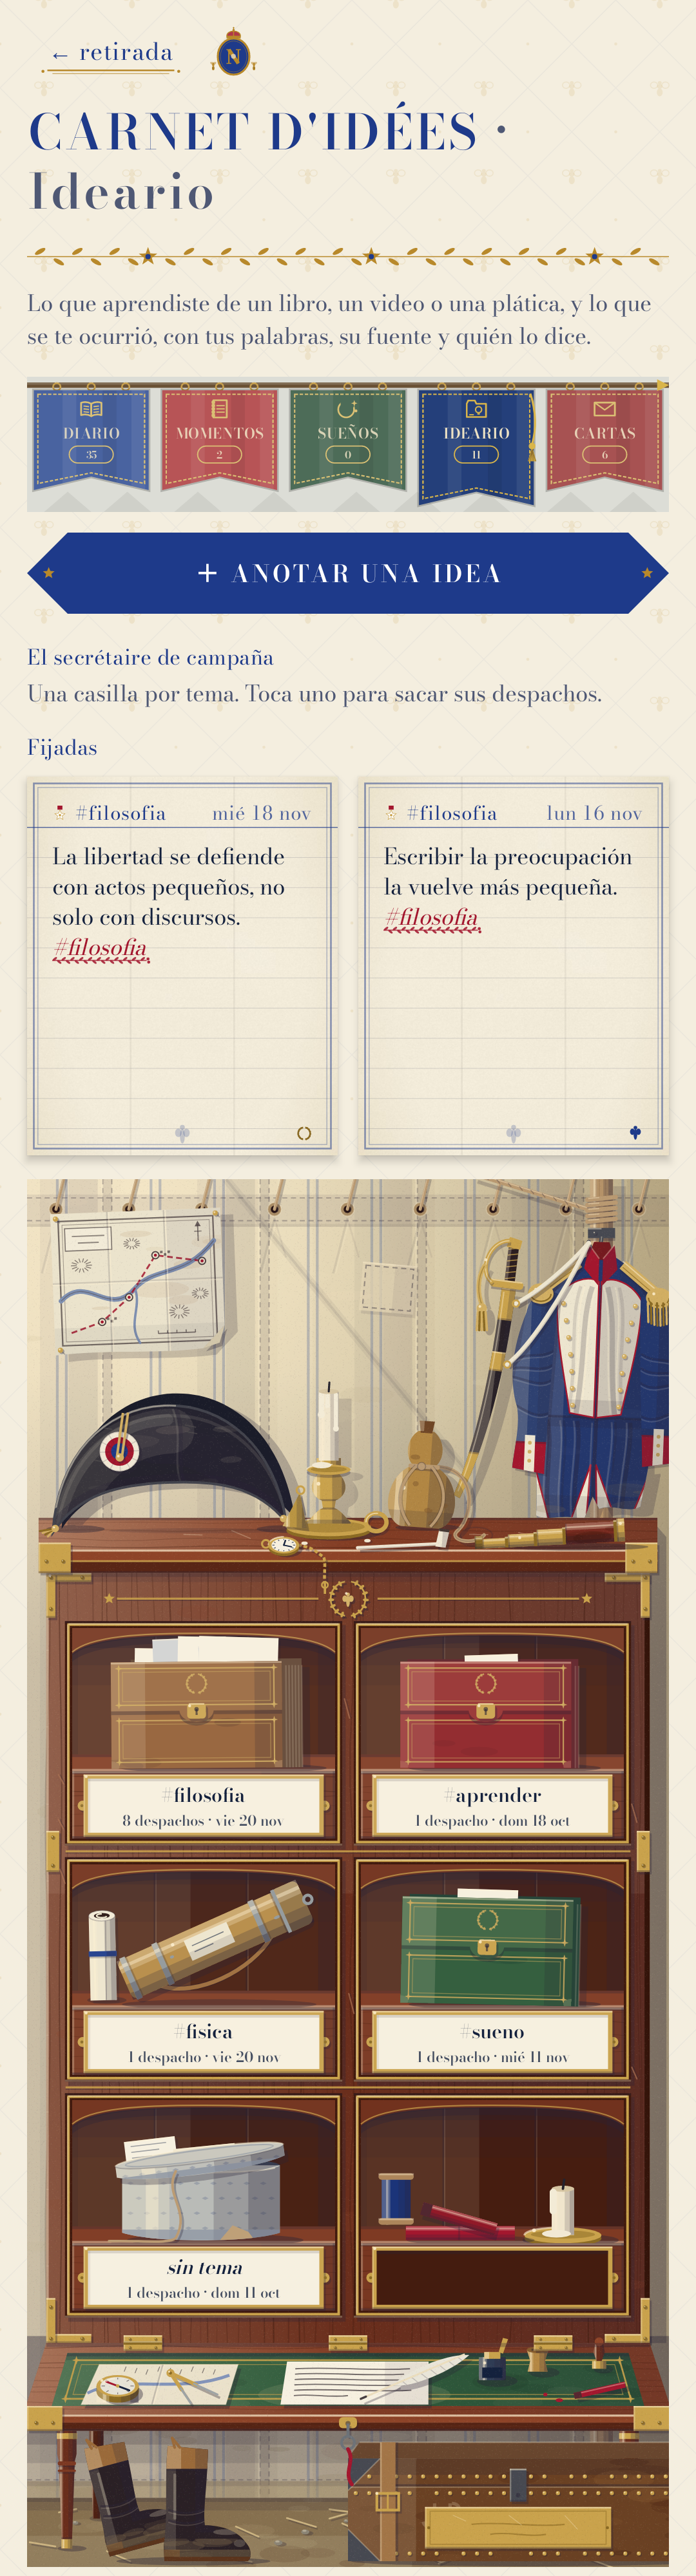 ← retirada
N
CARNET D'IDÉES ·
Ideario
Lo que aprendiste de un libro, un video o una plática, y lo que
se te ocurrió, con tus palabras, su fuente y quién lo dice.
DIARIO
35
MOMENTOS
2
SUEÑOS
0
IDEARIO
11
CARTAS
6
+ ANOTAR UNA IDEA
El secrétaire de campaña
Una casilla por tema. Toca uno para sacar sus despachos.
Fijadas
#filosofia mié 18 nov
La libertad se defiende
con actos pequeños, no
solo con discursos.
#filosofia
#filosofia lun 16 nov
Escribir la preocupación
la vuelve más pequeña.
#filosofia
#filosofia
8 despachos · vie 20 nov
#aprender
1 despacho · dom 18 oct
#fisica
1 despacho · vie 20 nov
#sueno
1 despacho · mié 11 nov
sin tema
1 despacho · dom 11 oct